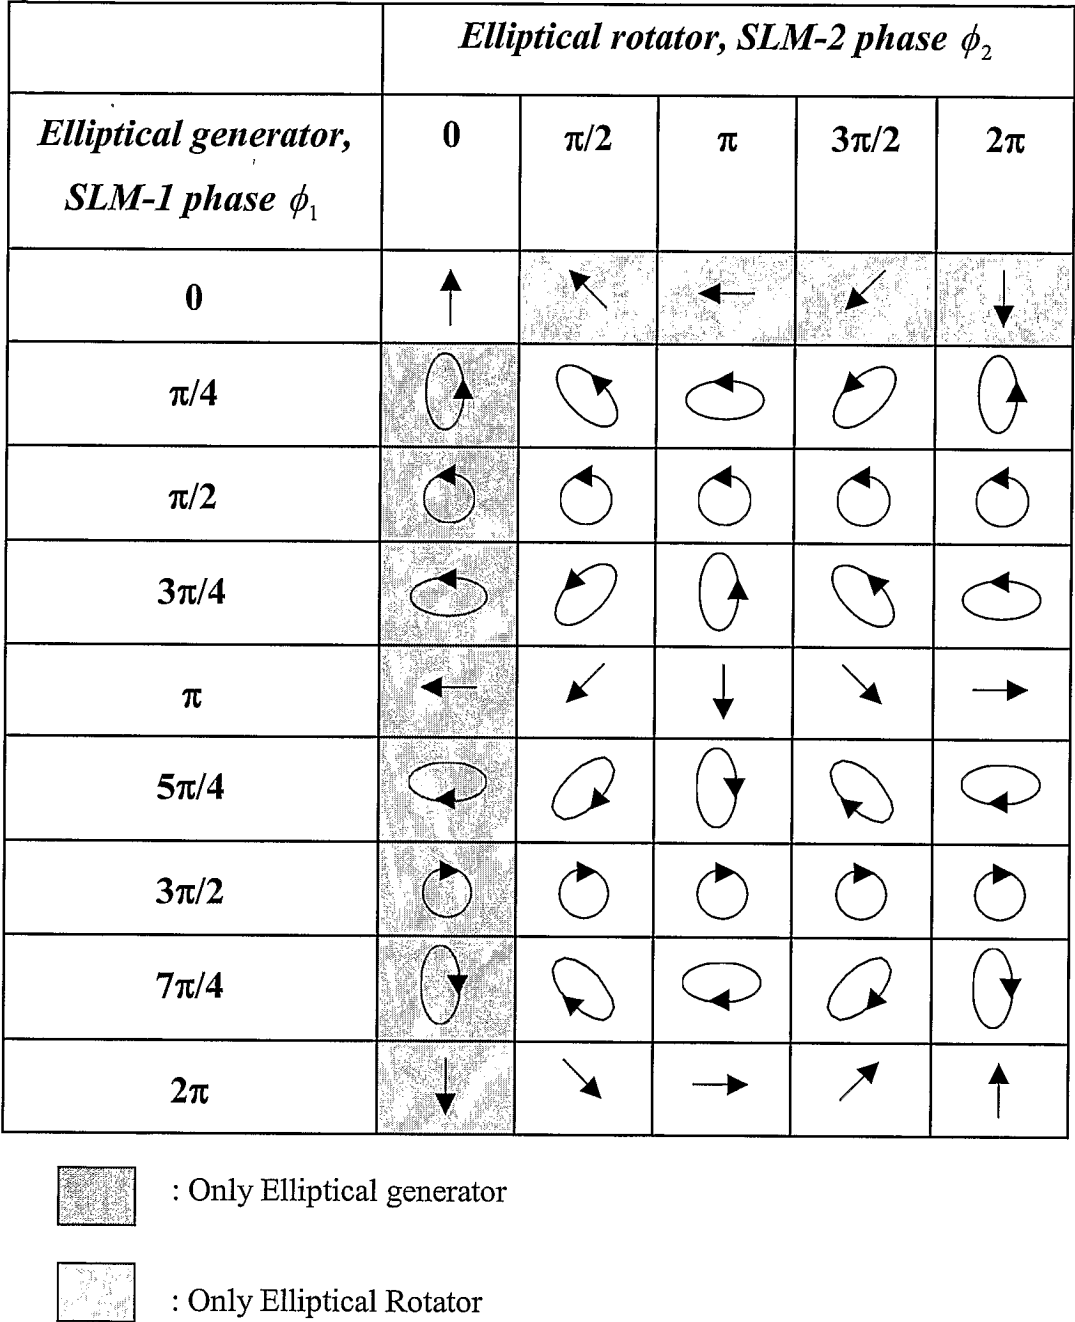 Elliptical rotator, SLM-2 phase ϕ₂
Elliptical generator,
SLM-1 phase ϕ₁
0
π/2
π
3π/2
2π
0
π/4
π/2
3π/4
π
5π/4
3π/2
7π/4
2π
: Only Elliptical generator
: Only Elliptical Rotator